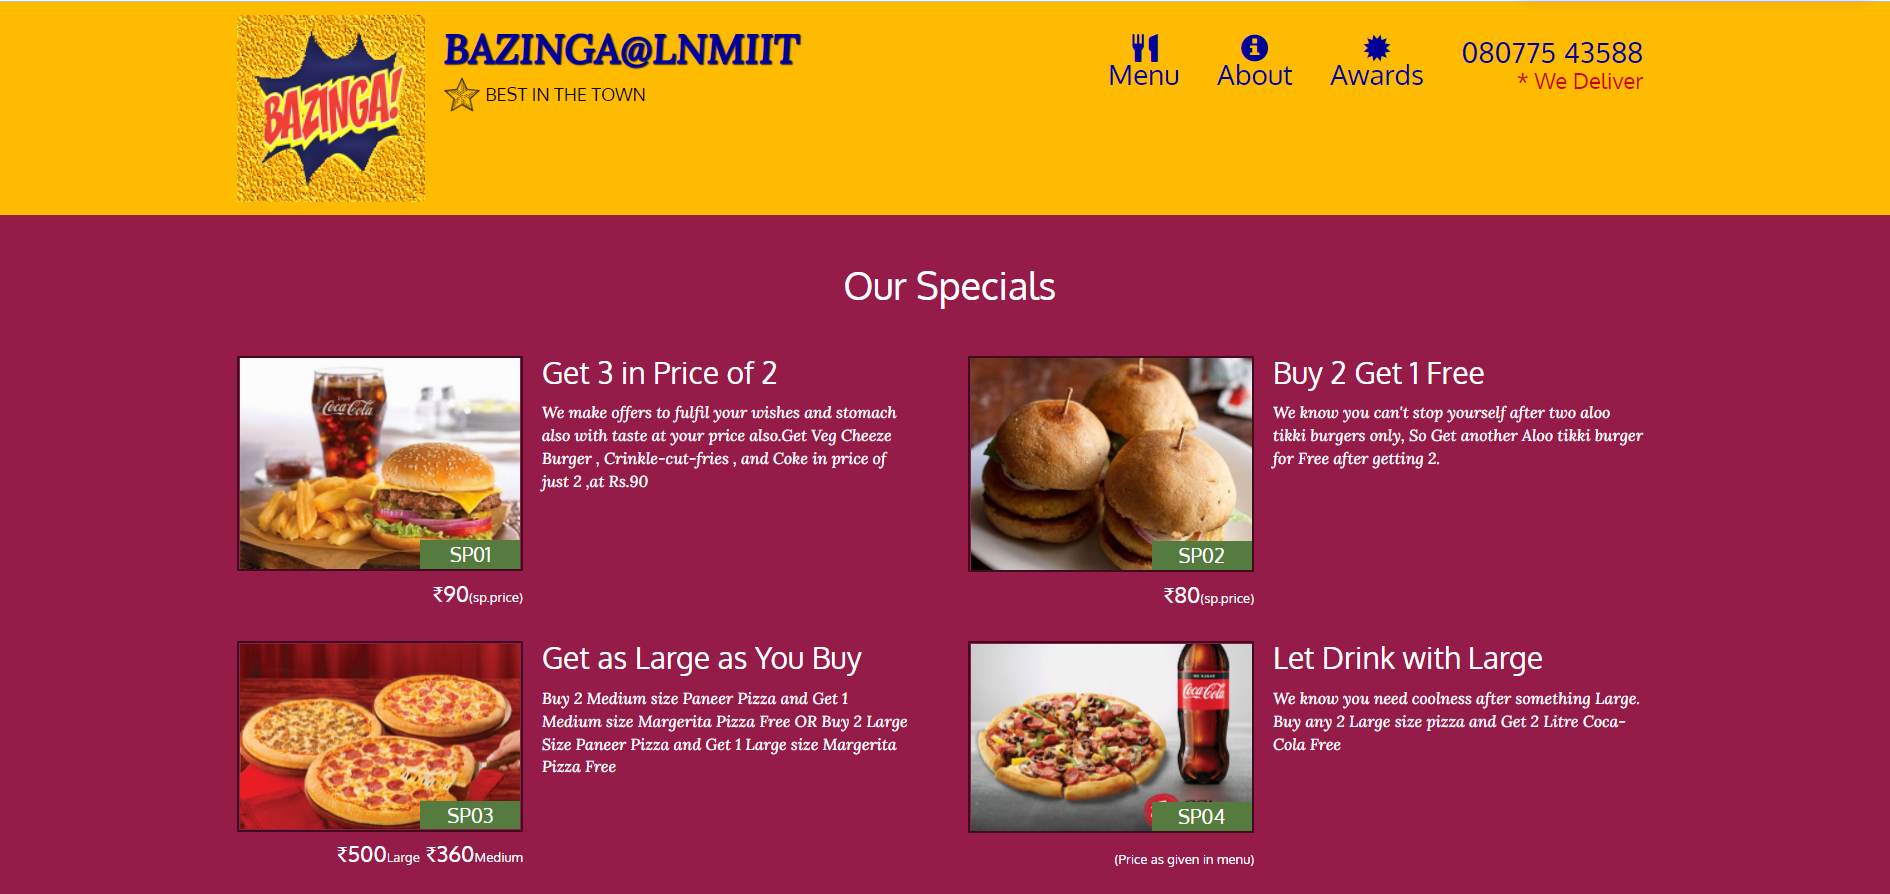 BAZINGA!
BAZINGA@LNMIIT
BEST IN THE TOWN
Menu
About
Awards
080775 43588
* We Deliver
Our Specials
Enjoy
Coca-Cola
SP01
₹90(sp.price)
Get 3 in Price of 2
We make offers to fulfil your wishes and stomach
also with taste at your price also.Get Veg Cheeze
Burger , Crinkle-cut-fries , and Coke in price of
just 2 ,at Rs.90
SP02
₹80(sp.price)
Buy 2 Get 1 Free
We know you can't stop yourself after two aloo
tikki burgers only, So Get another Aloo tikki burger
for Free after getting 2.
SP03
₹500Large ₹360Medium
Get as Large as You Buy
Buy 2 Medium size Paneer Pizza and Get 1
Medium size Margerita Pizza Free OR Buy 2 Large
Size Paneer Pizza and Get 1 Large size Margerita
Pizza Free
NO SUGAR
Coca-Cola
SP04
(Price as given in menu)
Let Drink with Large
We know you need coolness after something Large.
Buy any 2 Large size pizza and Get 2 Litre Coca-
Cola Free